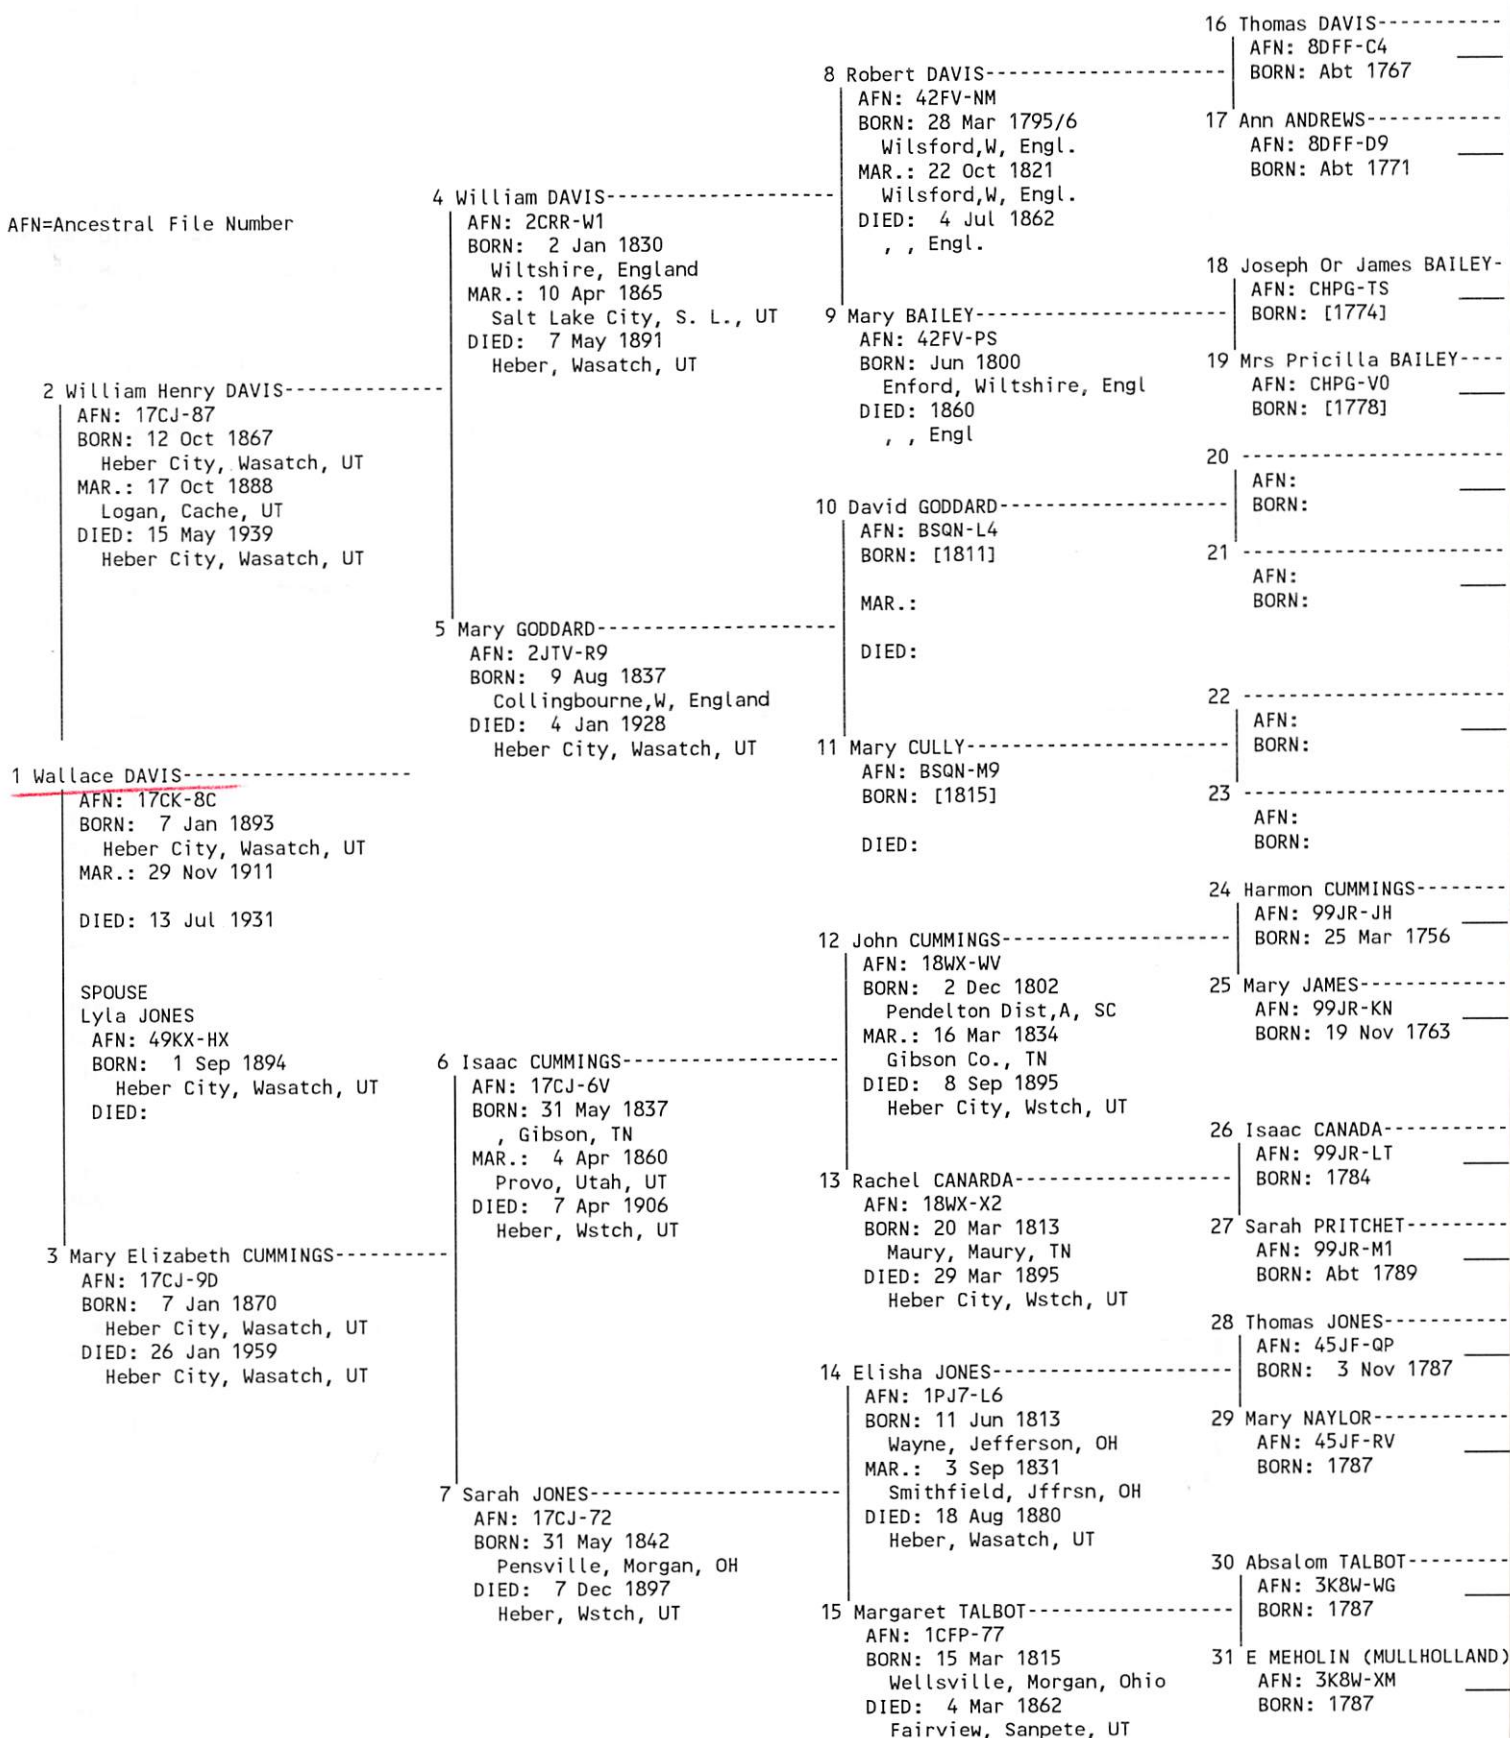 AFN=Ancestral File Number
1 Wallace DAVIS-------------------
AFN: 17CK-8C
BORN: 7 Jan 1893
Heber City, Wasatch, UT
MAR.: 29 Nov 1911
DIED: 13 Jul 1931
SPOUSE
Lyla JONES
AFN: 49KX-HX
BORN: 1 Sep 1894
Heber City, Wasatch, UT
DIED:
2 William Henry DAVIS-------------
AFN: 17CJ-87
BORN: 12 Oct 1867
Heber City, Wasatch, UT
MAR.: 17 Oct 1888
Logan, Cache, UT
DIED: 15 May 1939
Heber City, Wasatch, UT
3 Mary Elizabeth CUMMINGS----------
AFN: 17CJ-9D
BORN: 7 Jan 1870
Heber City, Wasatch, UT
DIED: 26 Jan 1959
Heber City, Wasatch, UT
4 William DAVIS-------------------
AFN: 2CRR-W1
BORN: 2 Jan 1830
Wiltshire, England
MAR.: 10 Apr 1865
Salt Lake City, S. L., UT
DIED: 7 May 1891
Heber, Wasatch, UT
5 Mary GODDARD--------------------
AFN: 2JTV-R9
BORN: 9 Aug 1837
Collingbourne,W, England
DIED: 4 Jan 1928
Heber City, Wasatch, UT
6 Isaac CUMMINGS------------------
AFN: 17CJ-6V
BORN: 31 May 1837
, Gibson, TN
MAR.: 4 Apr 1860
Provo, Utah, UT
DIED: 7 Apr 1906
Heber, Wstch, UT
7 Sarah JONES---------------------
AFN: 17CJ-72
BORN: 31 May 1842
Pensville, Morgan, OH
DIED: 7 Dec 1897
Heber, Wstch, UT
8 Robert DAVIS--------------------
AFN: 42FV-NM
BORN: 28 Mar 1795/6
Wilsford,W, Engl.
MAR.: 22 Oct 1821
Wilsford,W, Engl.
DIED: 4 Jul 1862
, , Engl.
9 Mary BAILEY---------------------
AFN: 42FV-PS
BORN: Jun 1800
Enford, Wiltshire, Engl
DIED: 1860
, , Engl
10 David GODDARD-------------------
AFN: BSQN-L4
BORN: [1811]
MAR.:
DIED:
11 Mary CULLY----------------------
AFN: BSQN-M9
BORN: [1815]
DIED:
12 John CUMMINGS-------------------
AFN: 18WX-WV
BORN: 2 Dec 1802
Pendelton Dist,A, SC
MAR.: 16 Mar 1834
Gibson Co., TN
DIED: 8 Sep 1895
Heber City, Wstch, UT
13 Rachel CANARDA------------------
AFN: 18WX-X2
BORN: 20 Mar 1813
Maury, Maury, TN
DIED: 29 Mar 1895
Heber City, Wstch, UT
14 Elisha JONES--------------------
AFN: 1PJ7-L6
BORN: 11 Jun 1813
Wayne, Jefferson, OH
MAR.: 3 Sep 1831
Smithfield, Jffrsn, OH
DIED: 18 Aug 1880
Heber, Wasatch, UT
15 Margaret TALBOT-----------------
AFN: 1CFP-77
BORN: 15 Mar 1815
Wellsville, Morgan, Ohio
DIED: 4 Mar 1862
Fairview, Sanpete, UT
16 Thomas DAVIS-----------
AFN: 8DFF-C4
BORN: Abt 1767
17 Ann ANDREWS------------
AFN: 8DFF-D9
BORN: Abt 1771
18 Joseph Or James BAILEY-
AFN: CHPG-TS
BORN: [1774]
19 Mrs Pricilla BAILEY----
AFN: CHPG-V0
BORN: [1778]
20 -----------------------
AFN:
BORN:
21 -----------------------
AFN:
BORN:
22 -----------------------
AFN:
BORN:
23 -----------------------
AFN:
BORN:
24 Harmon CUMMINGS--------
AFN: 99JR-JH
BORN: 25 Mar 1756
25 Mary JAMES-------------
AFN: 99JR-KN
BORN: 19 Nov 1763
26 Isaac CANADA-----------
AFN: 99JR-LT
BORN: 1784
27 Sarah PRITCHET---------
AFN: 99JR-M1
BORN: Abt 1789
28 Thomas JONES-----------
AFN: 45JF-QP
BORN: 3 Nov 1787
29 Mary NAYLOR------------
AFN: 45JF-RV
BORN: 1787
30 Absalom TALBOT---------
AFN: 3K8W-WG
BORN: 1787
31 E MEHOLIN (MULLHOLLAND)
AFN: 3K8W-XM
BORN: 1787